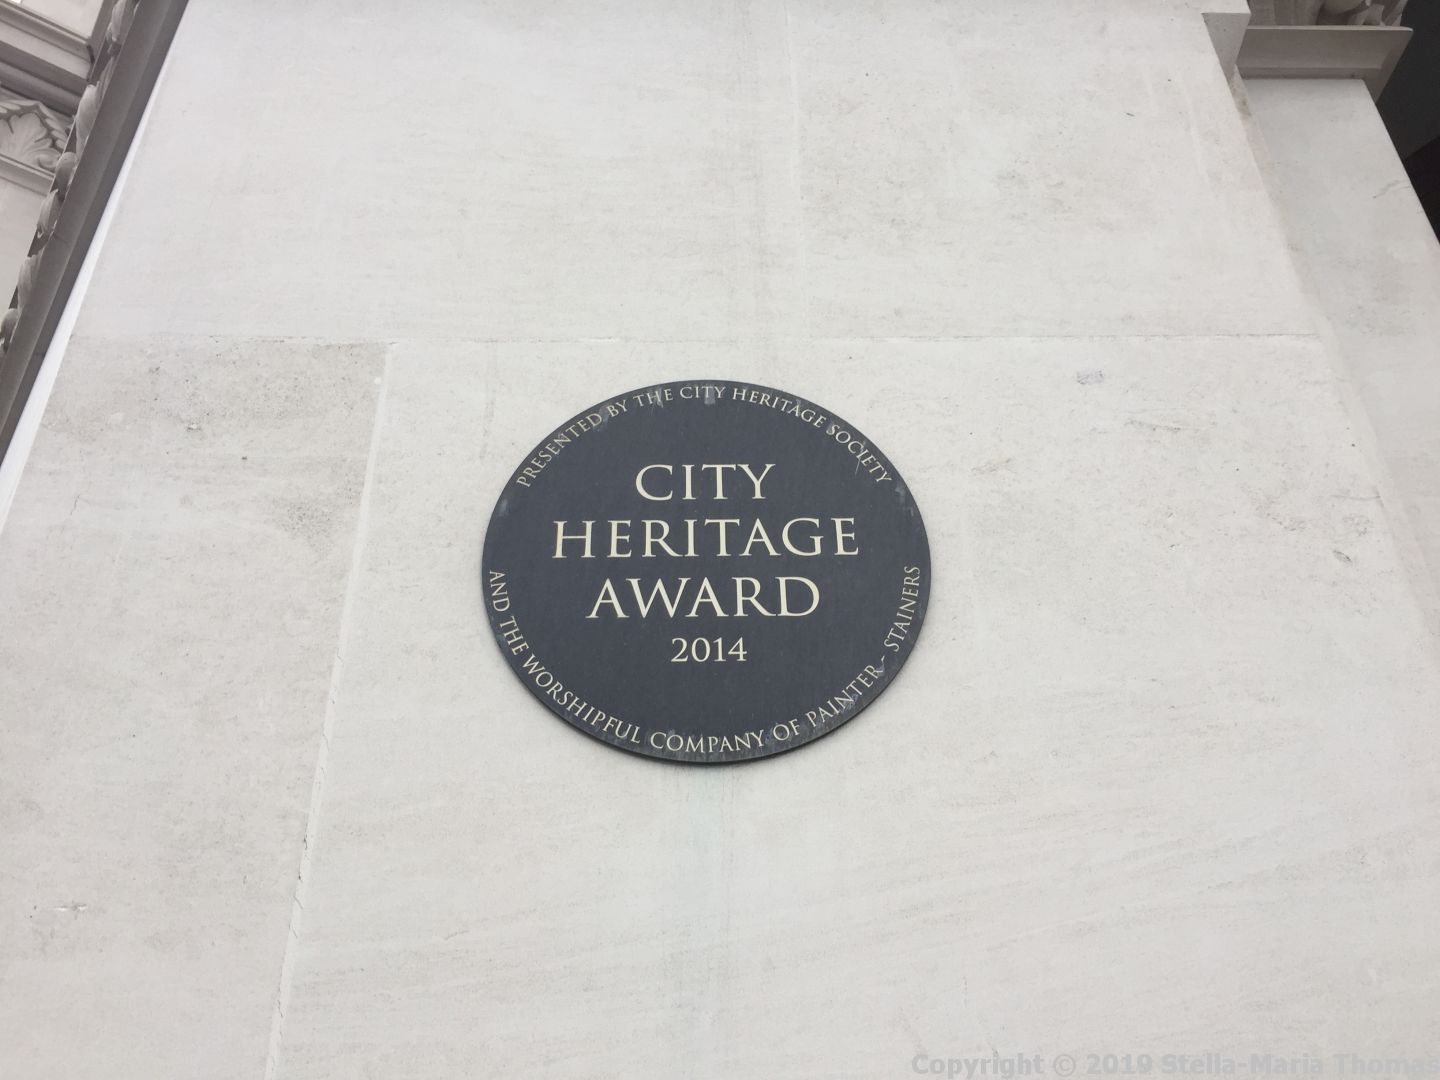 PRESENTED BY THE CITY HERITAGE SOCIETY
CITY
HERITAGE
AWARD
2014
AND THE WORSHIPFUL COMPANY OF PAINTER - STAINERS
Copyright © 2019 Stella-Maria Thomas